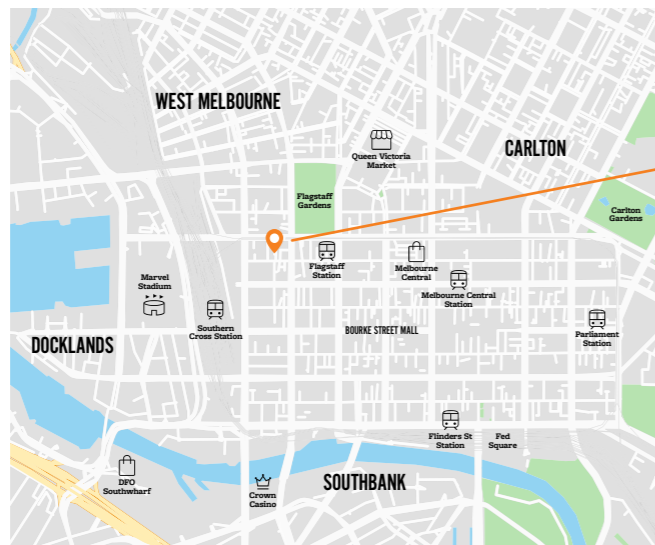 WEST MELBOURNE
Queen Victoria
Market
CARLTON
Flagstaff
Gardens
Carlton
Gardens
Flagstaff
Station
Melbourne
Central
Marvel
Stadium
Melbourne Central
Station
Southern
Cross Station
BOURKE STREET MALL
Parliament
Station
DOCKLANDS
Flinders St
Station
Fed
Square
DFO
Southwharf
Crown
Casino
SOUTHBANK